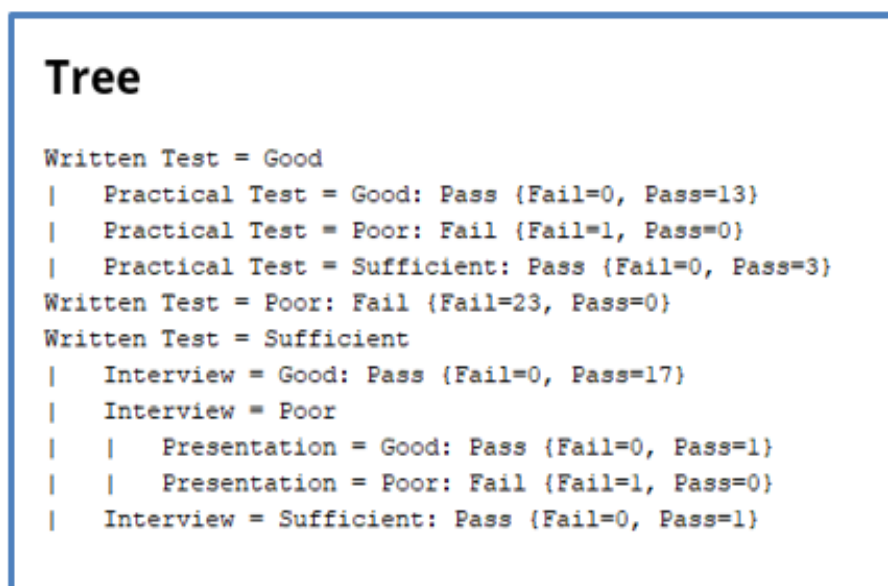 Tree
Written Test = Good
|   Practical Test = Good: Pass {Fail=0, Pass=13}
|   Practical Test = Poor: Fail {Fail=1, Pass=0}
|   Practical Test = Sufficient: Pass {Fail=0, Pass=3}
Written Test = Poor: Fail {Fail=23, Pass=0}
Written Test = Sufficient
|   Interview = Good: Pass {Fail=0, Pass=17}
|   Interview = Poor
|   |   Presentation = Good: Pass {Fail=0, Pass=1}
|   |   Presentation = Poor: Fail {Fail=1, Pass=0}
|   Interview = Sufficient: Pass {Fail=0, Pass=1}